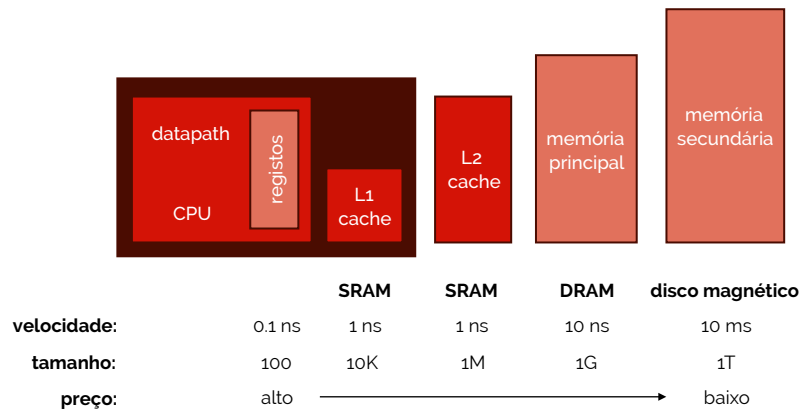 datapath
registos
CPU
L1
cache
L2
cache
memória
principal
memória
secundária
SRAM SRAM DRAM disco magnético
velocidade: 0.1 ns 1 ns 1 ns 10 ns 10 ms
tamanho: 100 10K 1M 1G 1T
preço: alto baixo